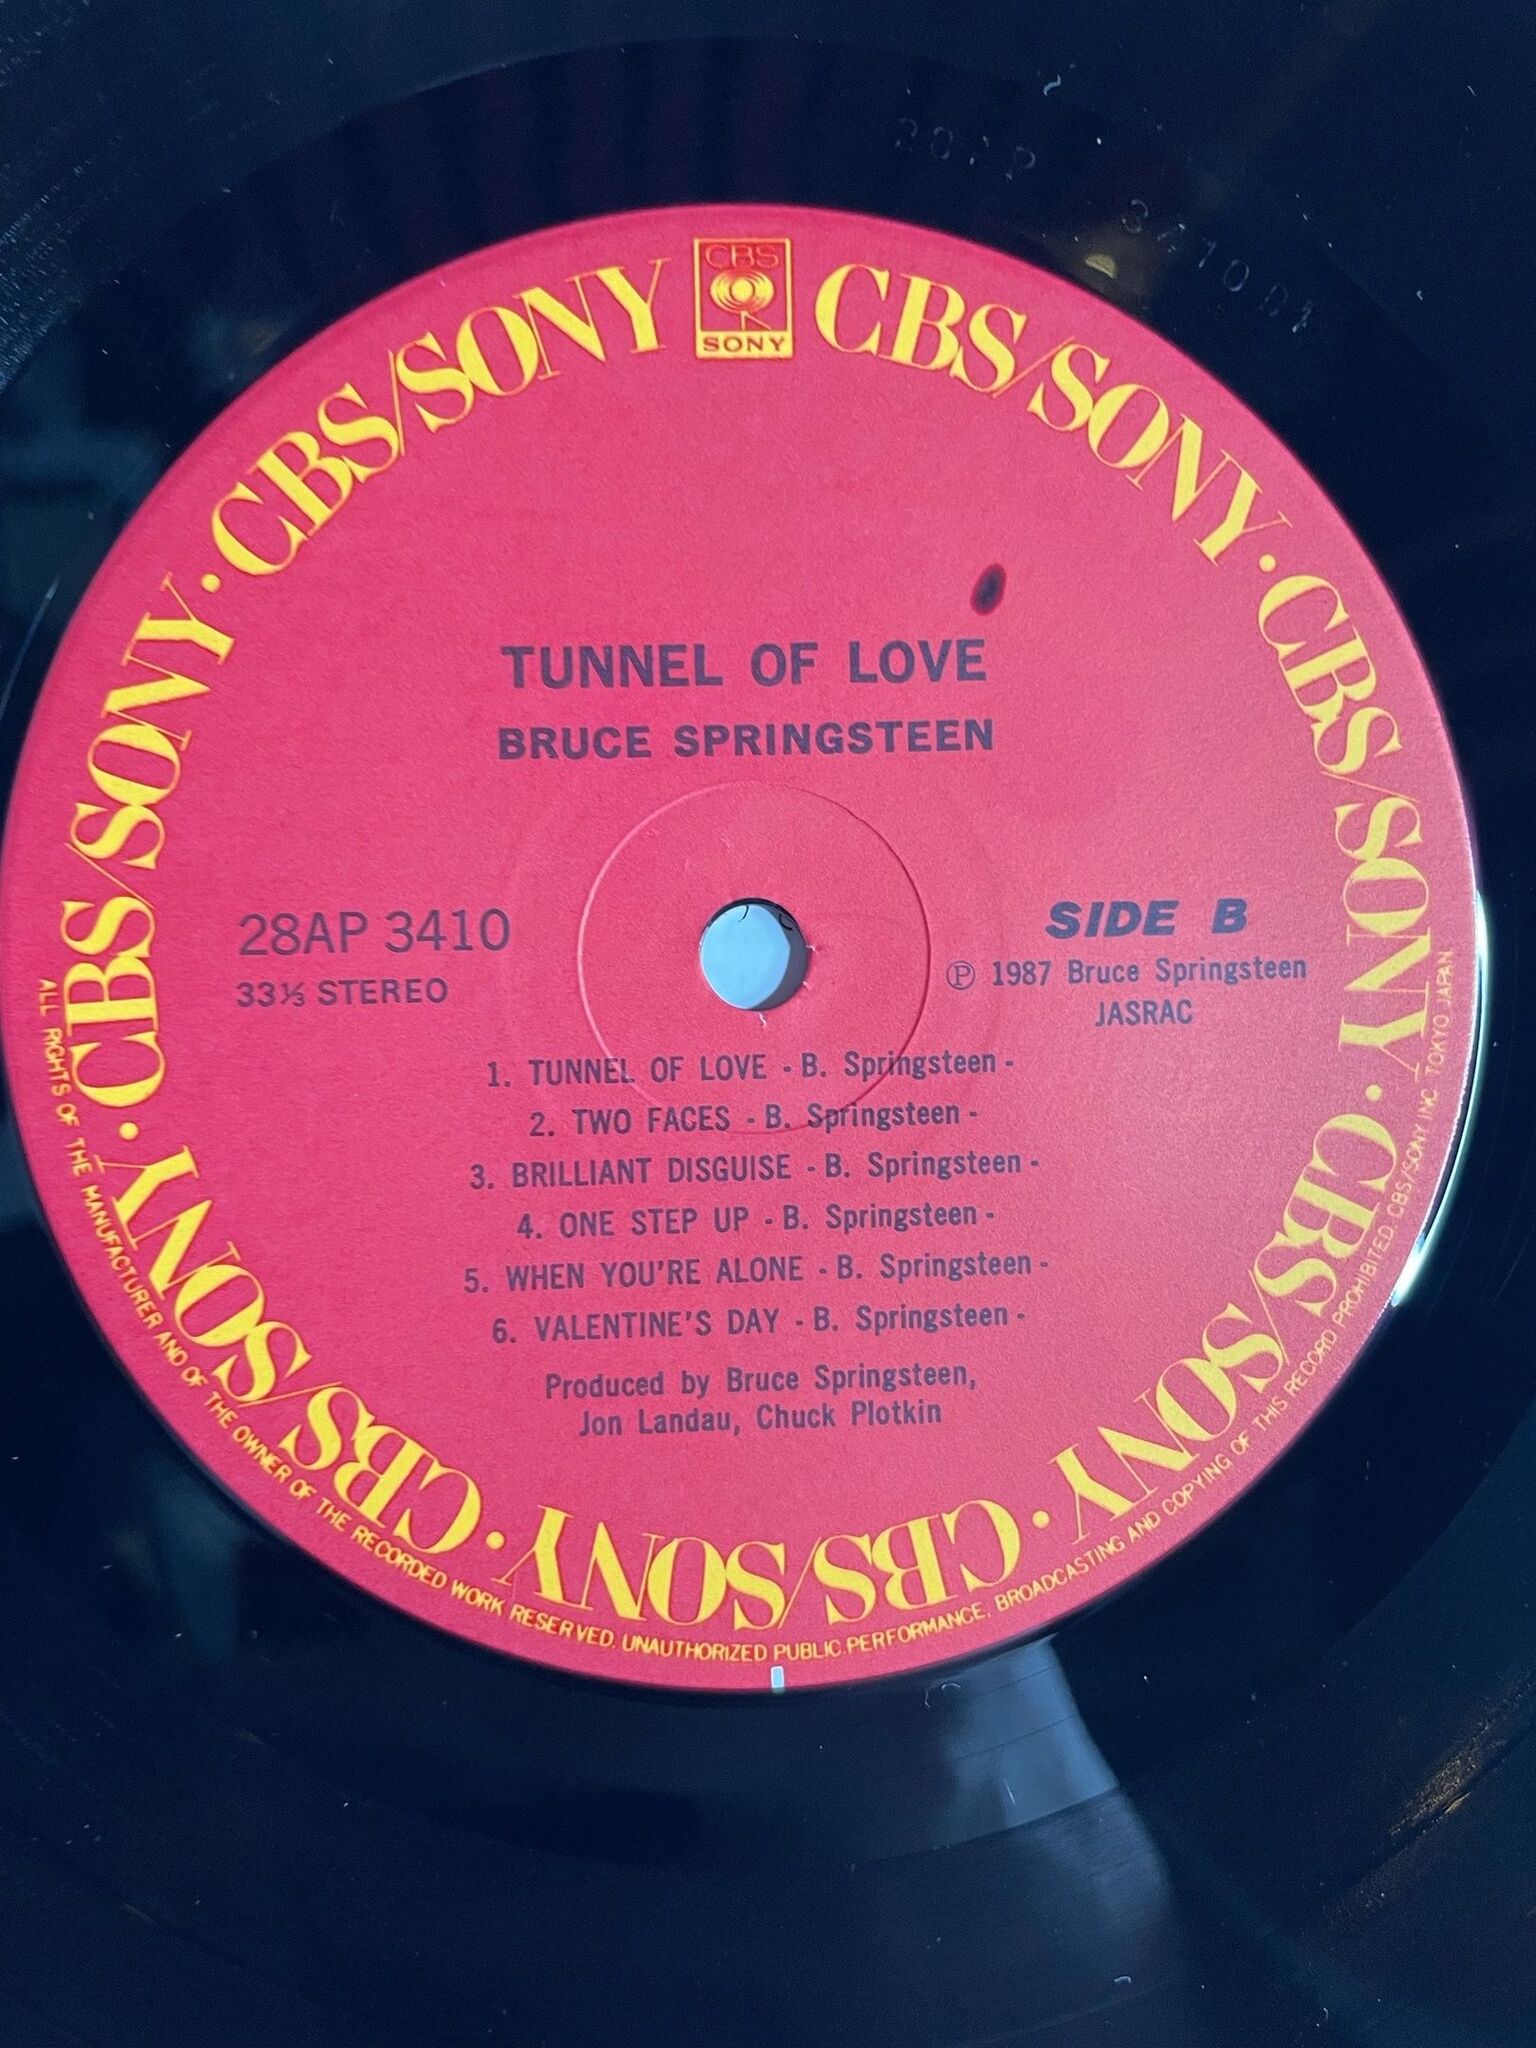 CBS
SONY
CBS/SONY · CBS/SONY · CBS/SONY · CBS/SONY · CBS/SONY · CBS/SONY · CBS/SONY
TUNNEL OF LOVE
BRUCE SPRINGSTEEN
28AP 3410
33⅓ STEREO
SIDE B
Ⓟ 1987 Bruce Springsteen
JASRAC
1. TUNNEL OF LOVE - B. Springsteen -
2. TWO FACES - B. Springsteen -
3. BRILLIANT DISGUISE - B. Springsteen -
4. ONE STEP UP - B. Springsteen -
5. WHEN YOU'RE ALONE - B. Springsteen -
6. VALENTINE'S DAY - B. Springsteen -
Produced by Bruce Springsteen,
Jon Landau, Chuck Plotkin
ALL RIGHTS OF THE MANUFACTURER AND OF THE OWNER OF THE RECORDED WORK RESERVED. UNAUTHORIZED PUBLIC PERFORMANCE, BROADCASTING AND COPYING OF THIS RECORD PROHIBITED. CBS/SONY INC. TOKYO JAPAN